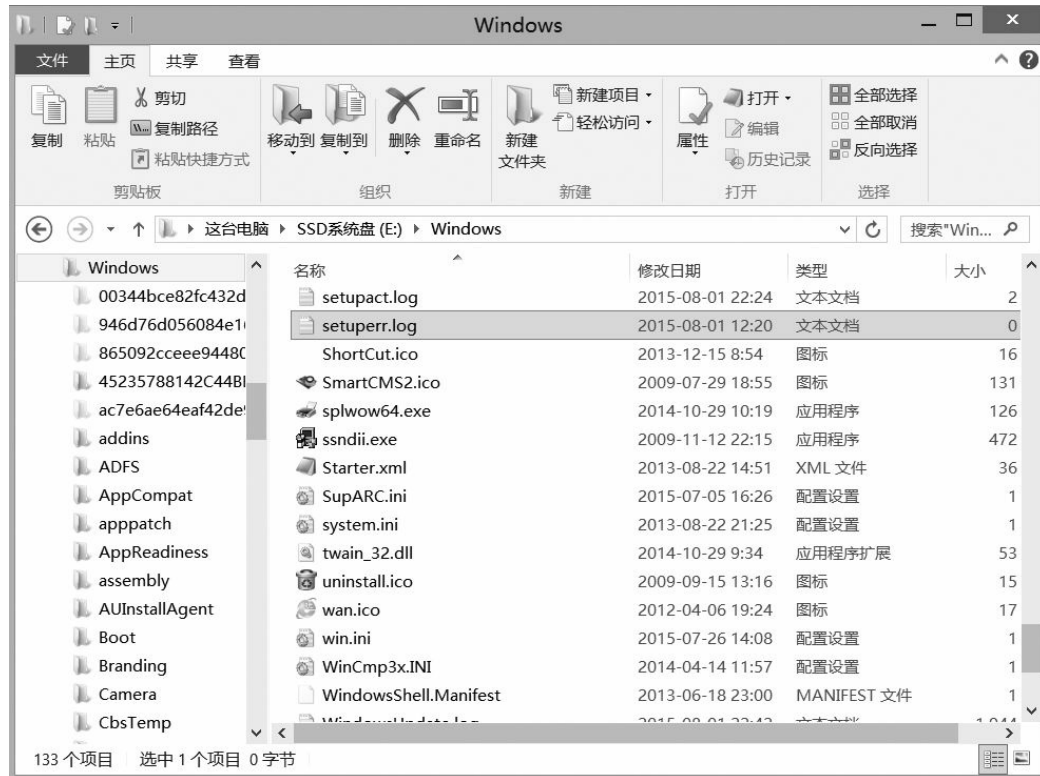 Windows
文件 主页 共享 查看
复制 粘贴 剪切 复制路径 粘贴快捷方式
移动到 复制到 删除 重命名
新建文件夹 新建项目 轻松访问
属性 打开 编辑 历史记录
全部选择 全部取消 反向选择
剪贴板 组织 新建 打开 选择
这台电脑 SSD系统盘 (E:) Windows 搜索"Win...
Windows
00344bce82fc432d
946d76d056084e1
865092cceee94480
45235788142C44B
ac7e6ae64eaf42de
addins
ADFS
AppCompat
apppatch
AppReadiness
assembly
AUInstallAgent
Boot
Branding
Camera
CbsTemp
名称 修改日期 类型 大小
setupact.log 2015-08-01 22:24 文本文档 2
setuperr.log 2015-08-01 12:20 文本文档 0
ShortCut.ico 2013-12-15 8:54 图标 16
SmartCMS2.ico 2009-07-29 18:55 图标 131
splwow64.exe 2014-10-29 10:19 应用程序 126
ssndii.exe 2009-11-12 22:15 应用程序 472
Starter.xml 2013-08-22 14:51 XML 文件 36
SupARC.ini 2015-07-05 16:26 配置设置 1
system.ini 2013-08-22 21:25 配置设置 1
twain_32.dll 2014-10-29 9:34 应用程序扩展 53
uninstall.ico 2009-09-15 13:16 图标 15
wan.ico 2012-04-06 19:24 图标 17
win.ini 2015-07-26 14:08 配置设置 1
WinCmp3x.INI 2014-04-14 11:57 配置设置 1
WindowsShell.Manifest 2013-06-18 23:00 MANIFEST 文件 1
133 个项目 选中 1 个项目 0 字节